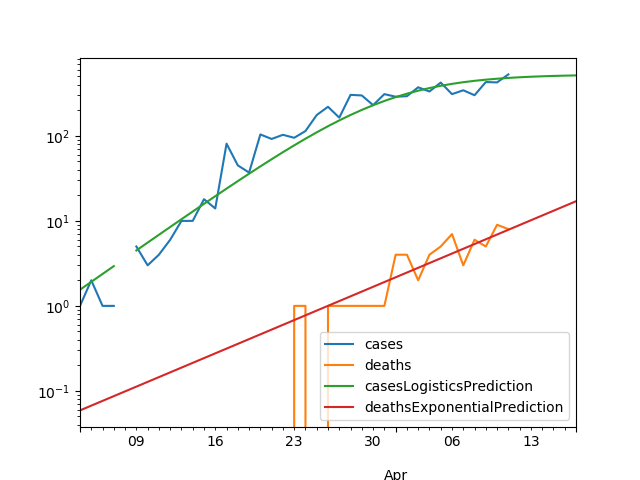 10²
10¹
10⁰
10⁻¹
cases
deaths
casesLogisticsPrediction
deathsExponentialPrediction
09 16 23 30 06 13
Apr